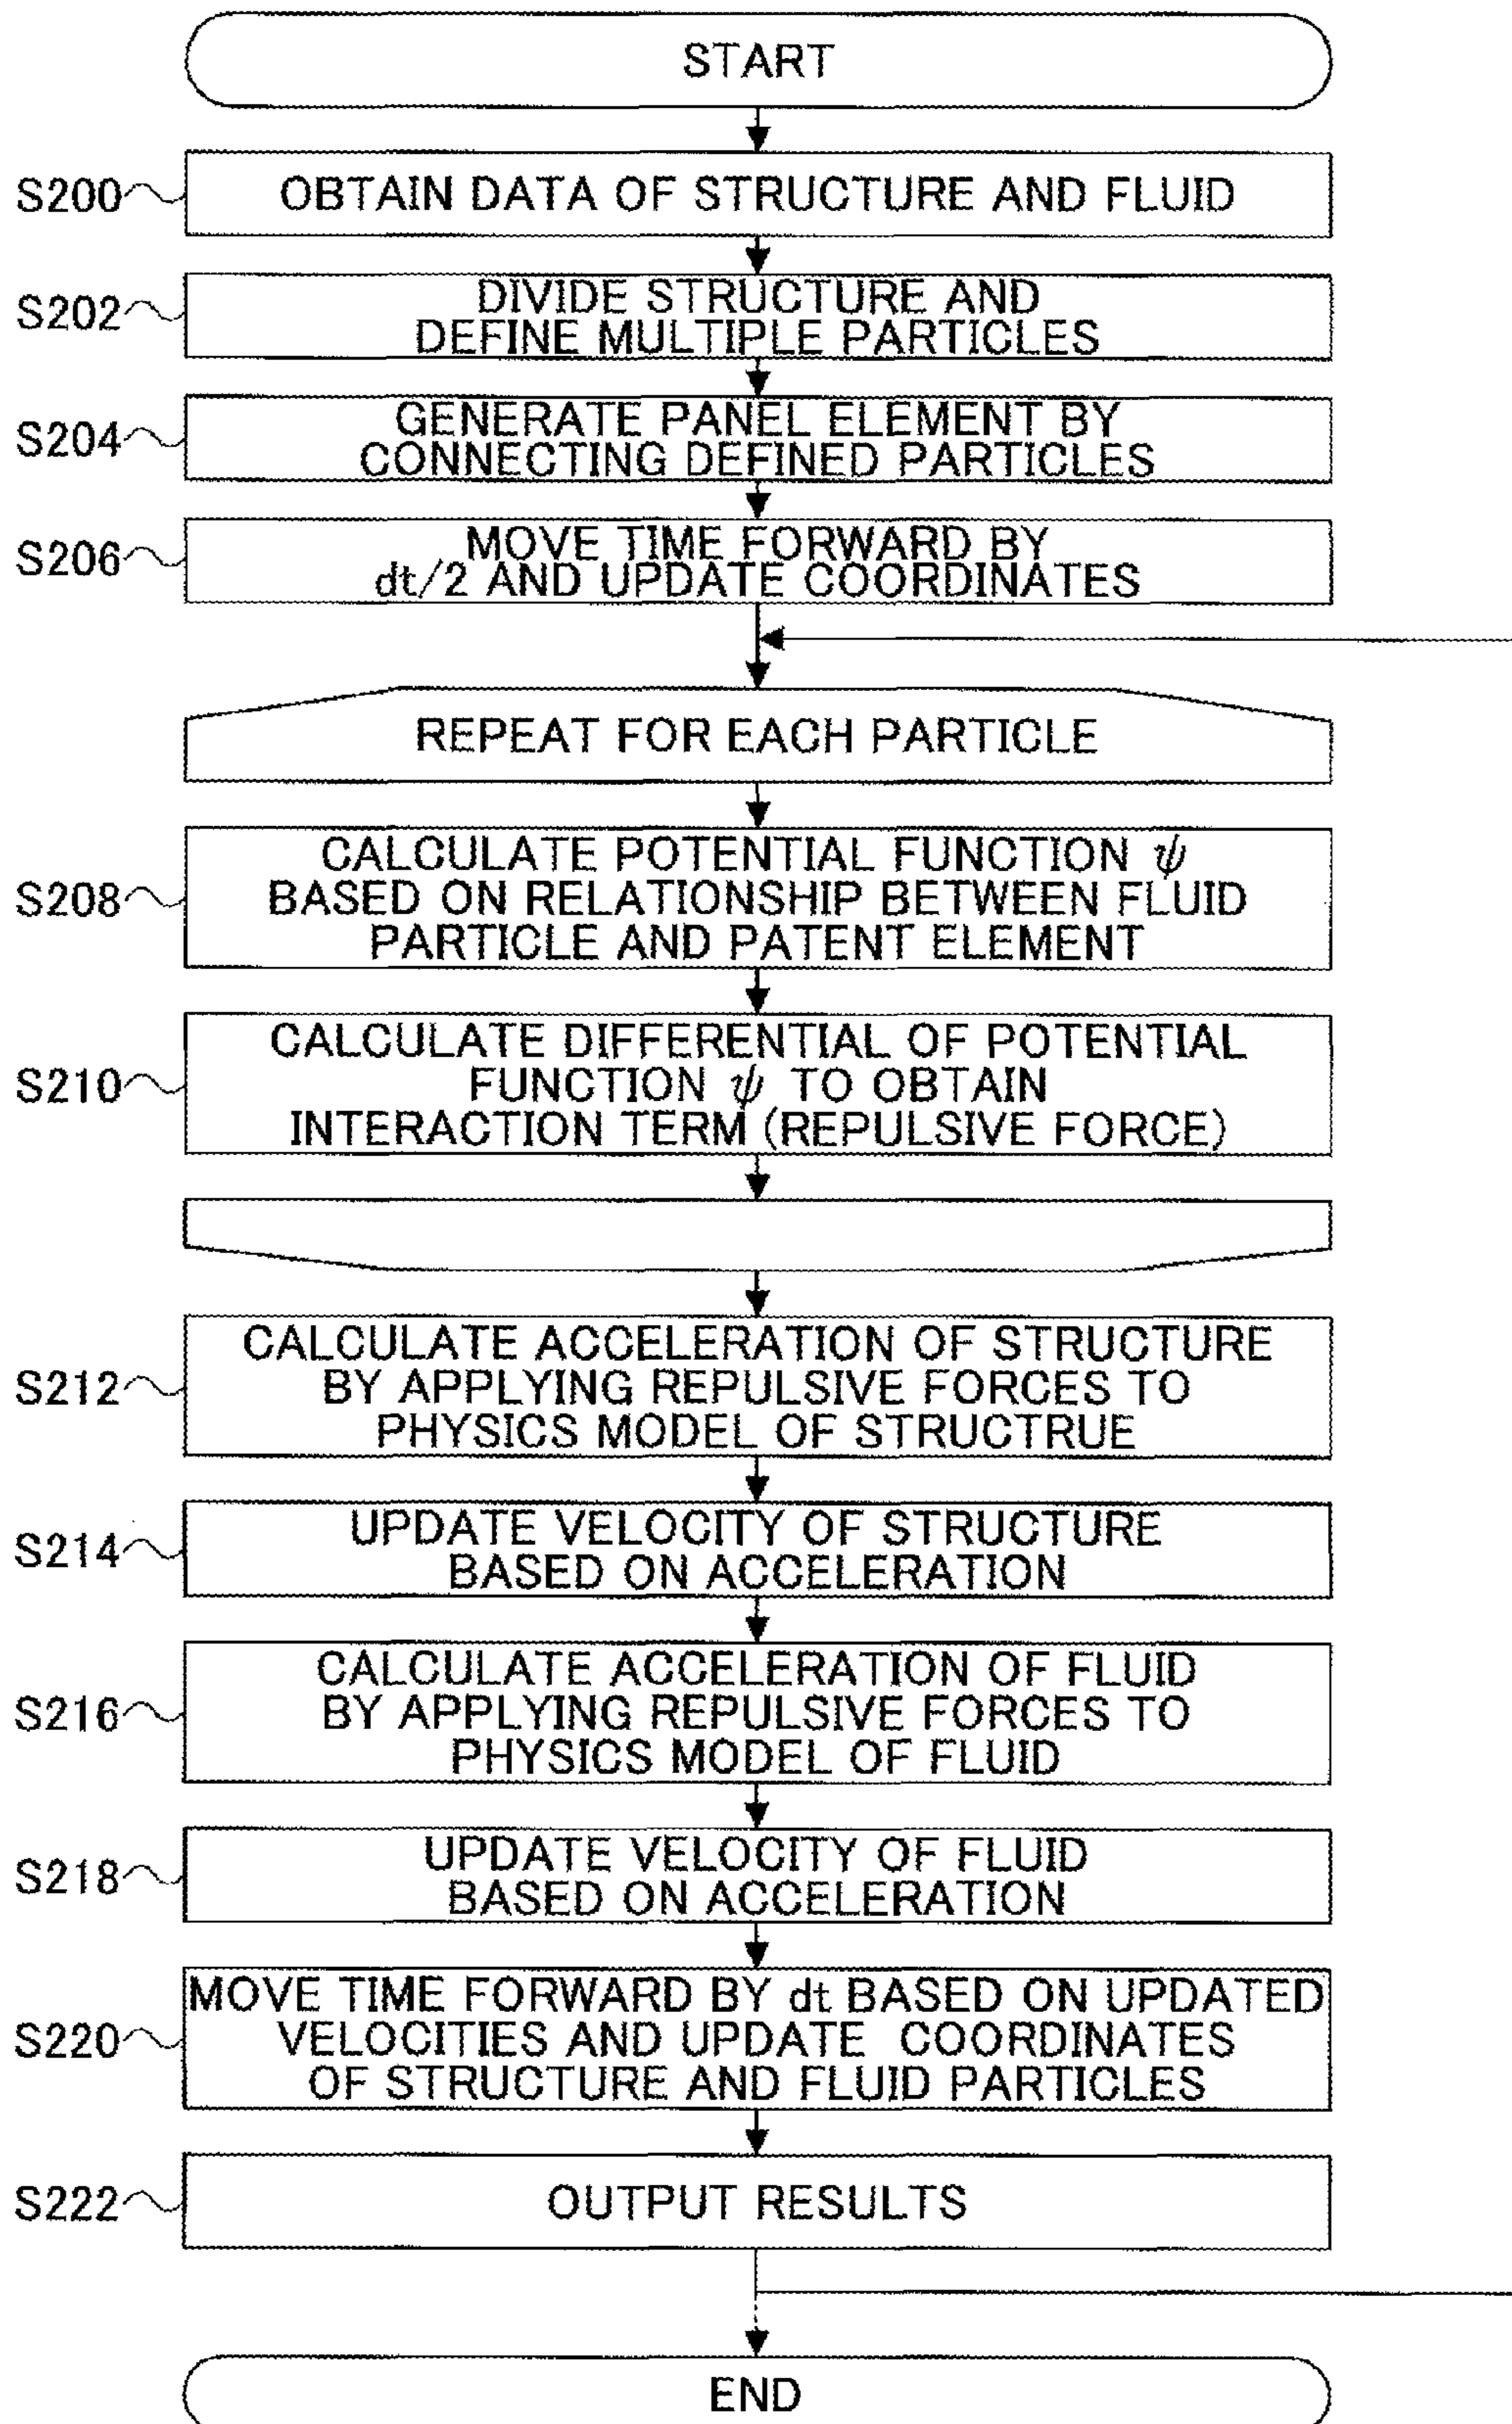 START
S200
OBTAIN DATA OF STRUCTURE AND FLUID
S202
DIVIDE STRUCTURE AND
DEFINE MULTIPLE PARTICLES
S204
GENERATE PANEL ELEMENT BY
CONNECTING DEFINED PARTICLES
S206
MOVE TIME FORWARD BY
dt/2 AND UPDATE COORDINATES
REPEAT FOR EACH PARTICLE
S208
CALCULATE POTENTIAL FUNCTION ψ
BASED ON RELATIONSHIP BETWEEN FLUID
PARTICLE AND PATENT ELEMENT
S210
CALCULATE DIFFERENTIAL OF POTENTIAL
FUNCTION ψ TO OBTAIN
INTERACTION TERM (REPULSIVE FORCE)
S212
CALCULATE ACCELERATION OF STRUCTURE
BY APPLYING REPULSIVE FORCES TO
PHYSICS MODEL OF STRUCTRUE
S214
UPDATE VELOCITY OF STRUCTURE
BASED ON ACCELERATION
S216
CALCULATE ACCELERATION OF FLUID
BY APPLYING REPULSIVE FORCES TO
PHYSICS MODEL OF FLUID
S218
UPDATE VELOCITY OF FLUID
BASED ON ACCELERATION
S220
MOVE TIME FORWARD BY dt BASED ON UPDATED
VELOCITIES AND UPDATE COORDINATES
OF STRUCTURE AND FLUID PARTICLES
S222
OUTPUT RESULTS
END